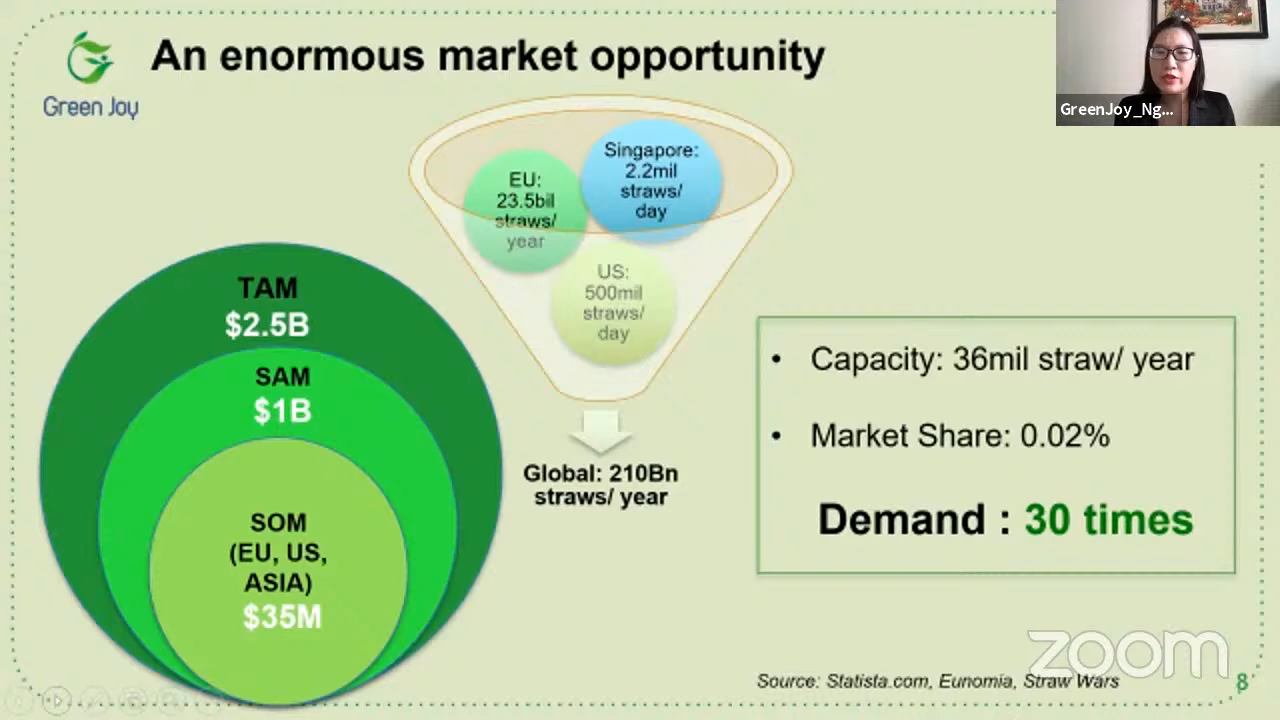 Green Joy
An enormous market opportunity
GreenJoy_Ng...
EU:
23.5bil
straws/
year
Singapore:
2.2mil
straws/
day
US:
500mil
straws/
day
Global: 210Bn
straws/ year
TAM
$2.5B
SAM
$1B
SOM
(EU, US,
ASIA)
$35M
• Capacity: 36mil straw/ year
• Market Share: 0.02%
Demand : 30 times
zoom
Source: Statista.com, Eunomia, Straw Wars
8